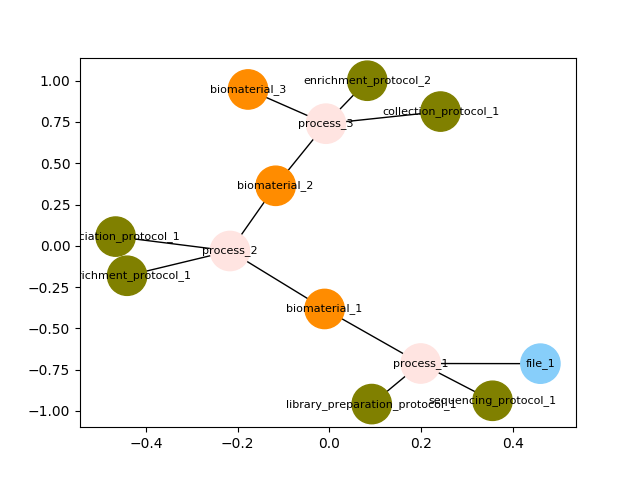 1.00
0.75
0.50
0.25
0.00
−0.25
−0.50
−0.75
−1.00
biomaterial_3
enrichment_protocol_2
collection_protocol_1
process_3
biomaterial_2
ciation_protocol_1
process_2
richment_protocol_1
biomaterial_1
process_1
file_1
library_preparation_protocol_1
sequencing_protocol_1
−0.4
−0.2
0.0
0.2
0.4